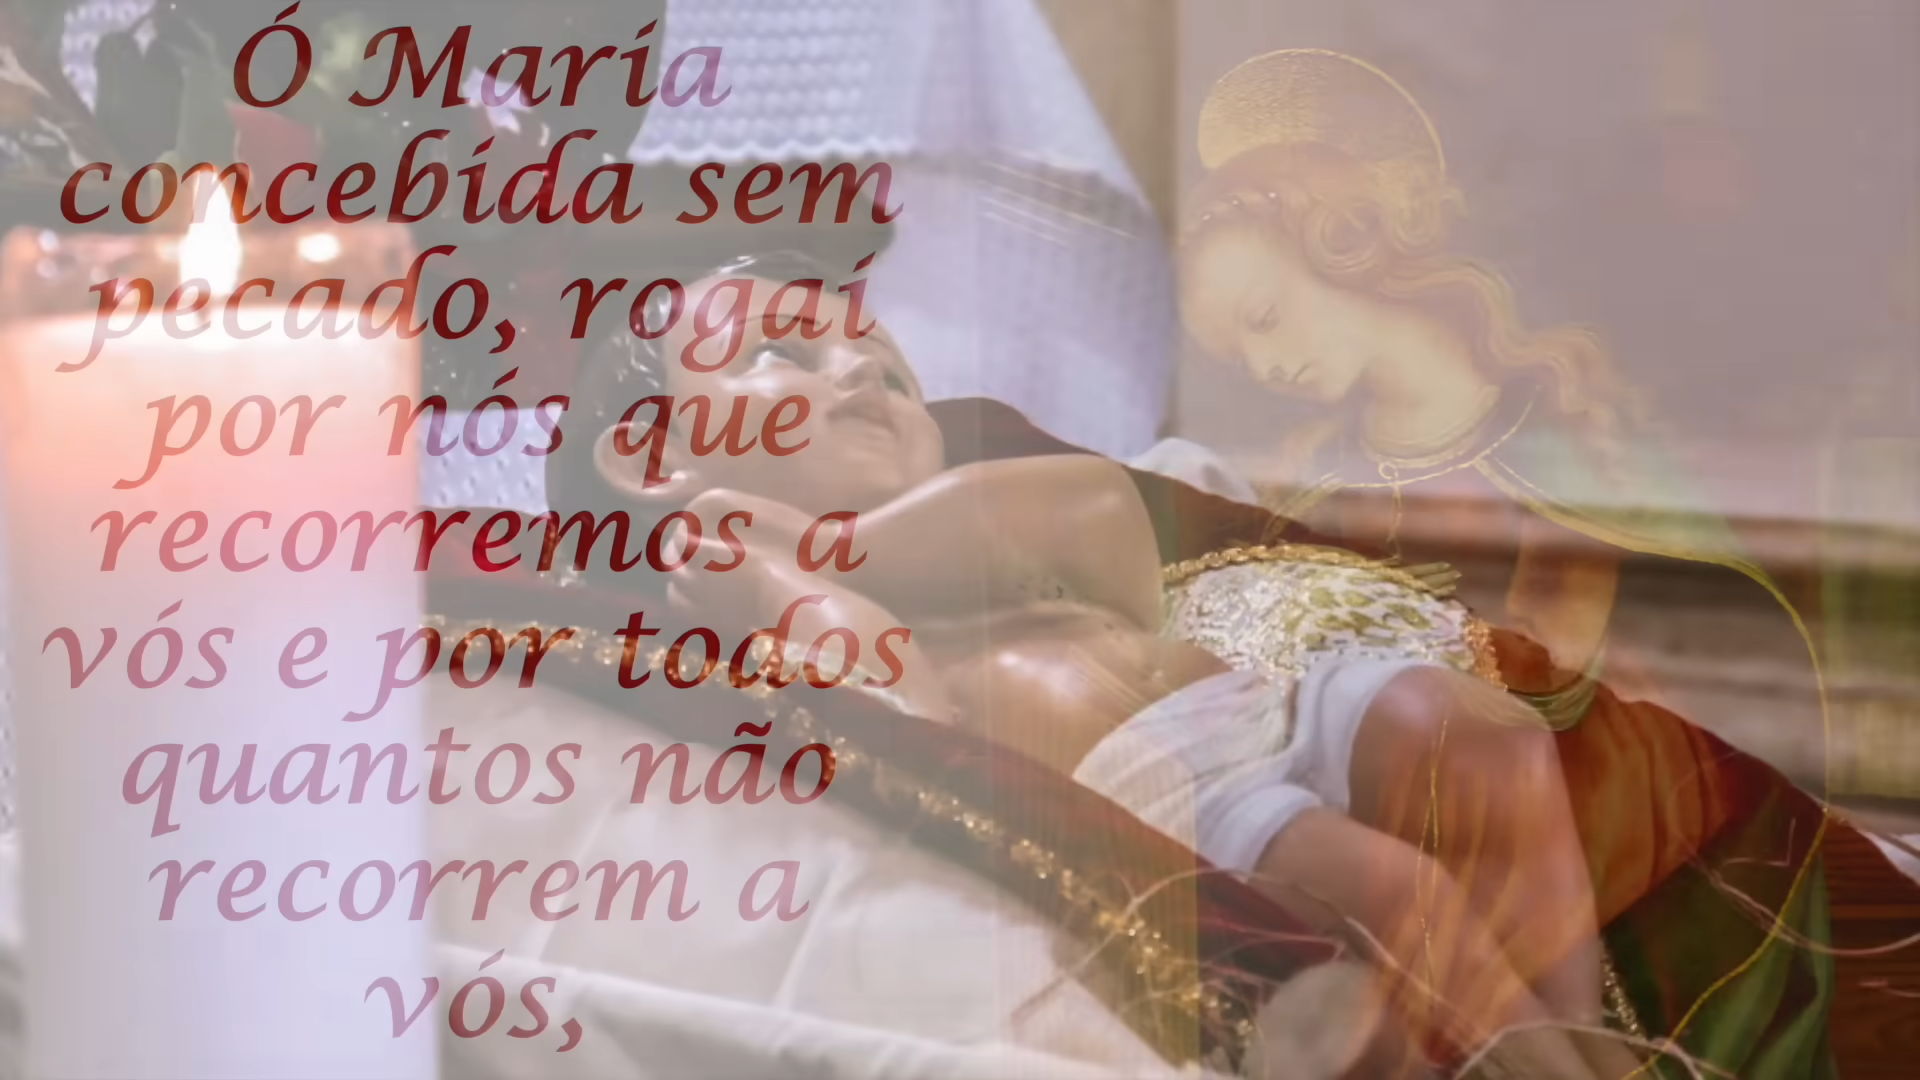 Ó Maria
concebida sem
pecado, rogai
por nós que
recorremos a
vós e por todos
quantos não
recorrem a
vós,